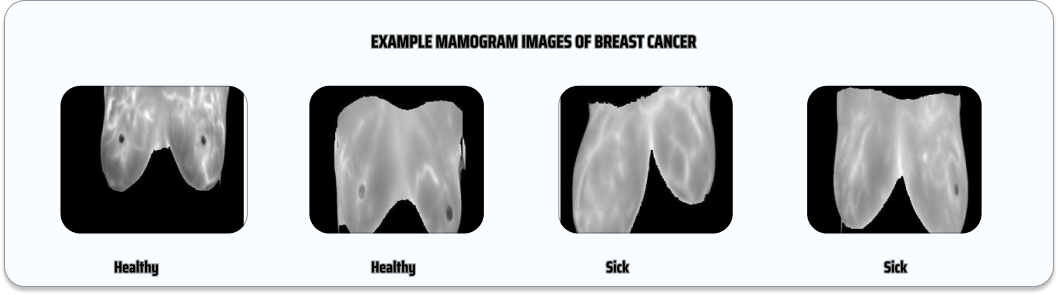 EXAMPLE MAMOGRAM IMAGES OF BREAST CANCER
Healthy
Healthy
Sick
Sick